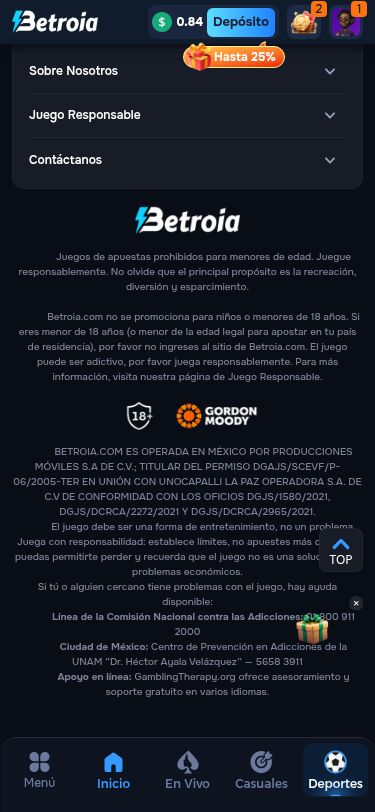 Betroia
$ 0.84 Depósito
2
1
Hasta 25%
Sobre Nosotros
Juego Responsable
Contáctanos
Betroia
Juegos de apuestas prohibidos para menores de edad. Juegue
responsablemente. No olvide que el principal propósito es la recreación,
diversión y esparcimiento.
Betroia.com no se promociona para niños o menores de 18 años. Si
eres menor de 18 años (o menor de la edad legal para apostar en tu país
de residencia), por favor no ingreses al sitio de Betroia.com. El juego
puede ser adictivo, por favor juega responsablemente. Para más
información, visita nuestra página de Juego Responsable.
18+ GORDON
MOODY
BETROIA.COM ES OPERADA EN MÉXICO POR PRODUCCIONES
MÓVILES S.A DE C.V.; TITULAR DEL PERMISO DGAJS/SCEVF/P-
06/2005-TER EN UNIÓN CON UNOCAPALLI LA PAZ OPERADORA S.A. DE
C.V DE CONFORMIDAD CON LOS OFICIOS DGJS/1580/2021,
DGJS/DCRCA/2272/2021 Y DGJS/DCRCA/2965/2021.
El juego debe ser una forma de entretenimiento, no un problema.
Juega con responsabilidad: establece límites, no apuestes más
puedas permitirte perder y recuerda que el juego no es una
problemas económicos.
TOP
Si tú o alguien cercano tiene problemas con el juego, hay ayuda
disponible:
Línea de la Comisión Nacional contra las Adicciones: 800 911
2000
Ciudad de México: Centro de Prevención en Adicciones de la
UNAM "Dr. Héctor Ayala Velázquez" — 5658 3911
Apoyo en línea: GamblingTherapy.org ofrece asesoramiento y
soporte gratuito en varios idiomas.
Menú Inicio En Vivo Casuales Deportes